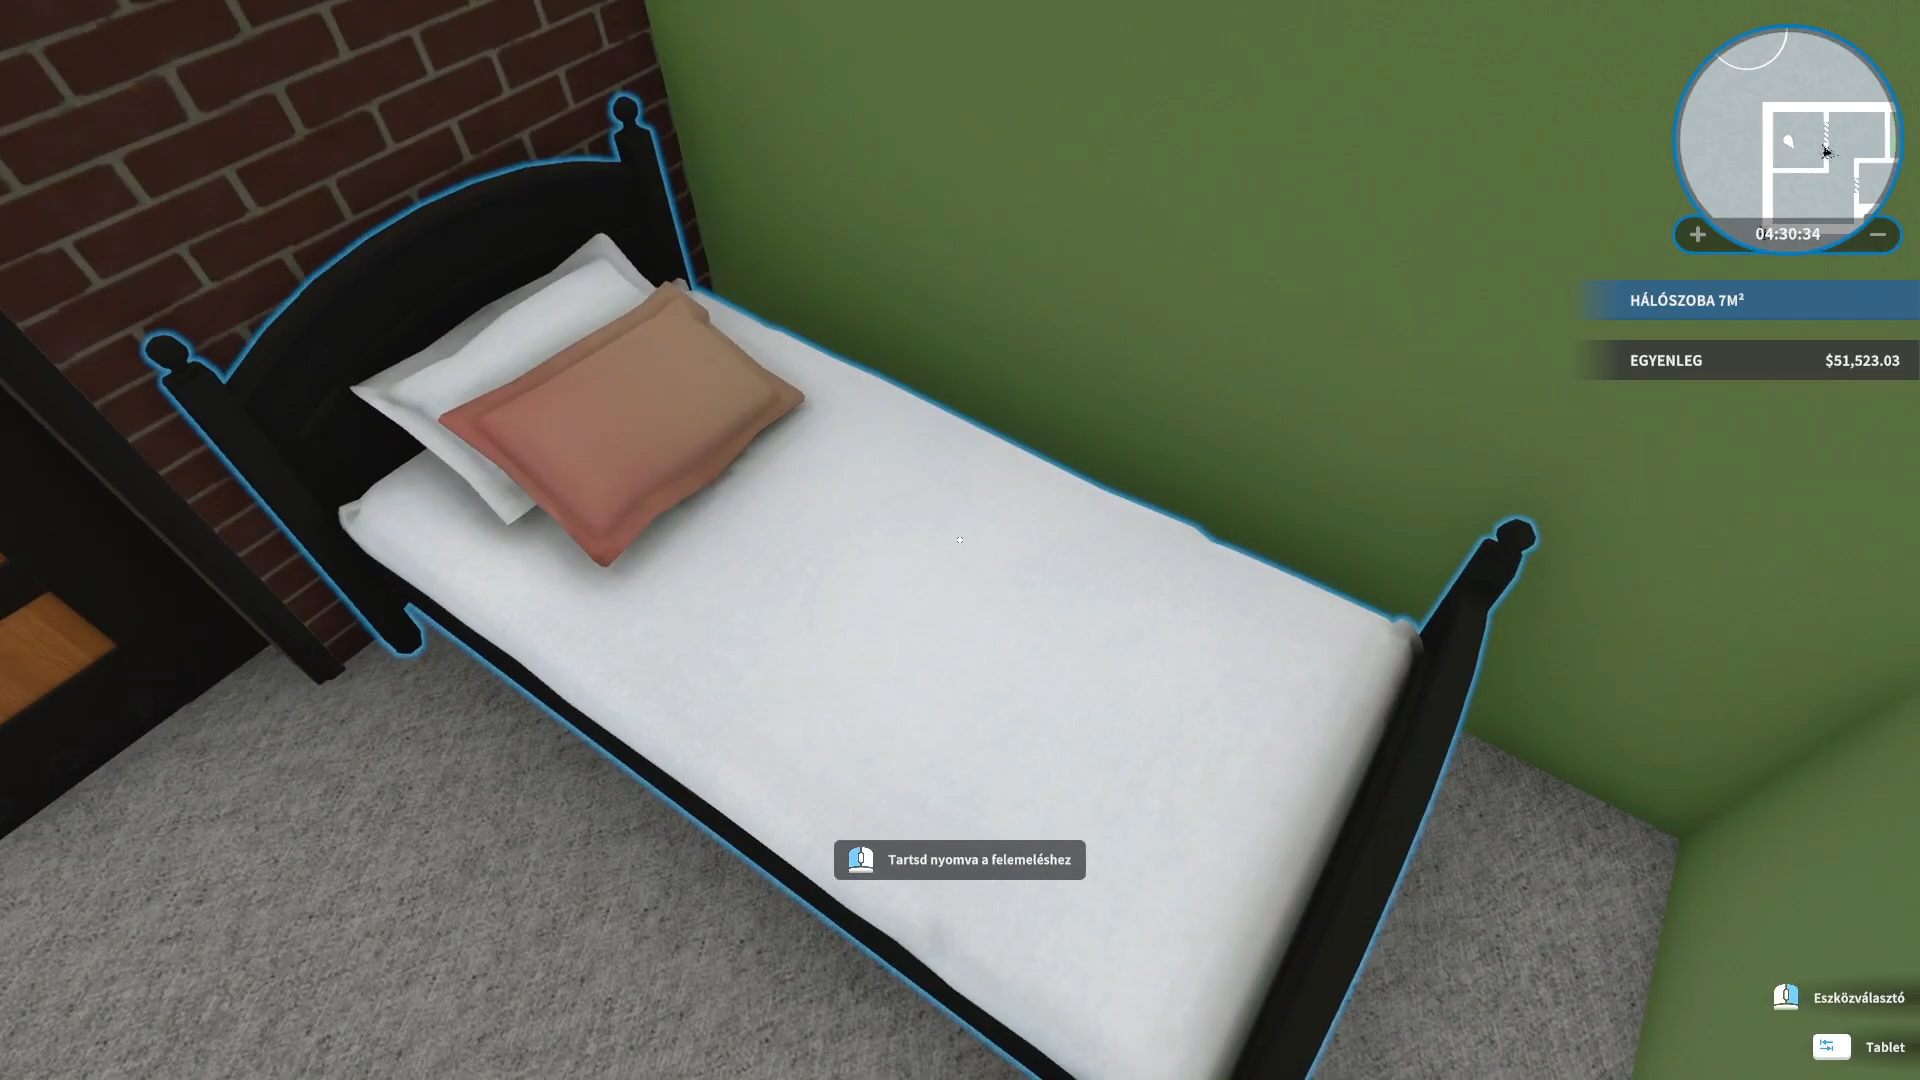 04:30:34
HÁLÓSZOBA 7M²
EGYENLEG $51,523.03
Tartsd nyomva a felemeléshez
Eszközválasztó
Tablet